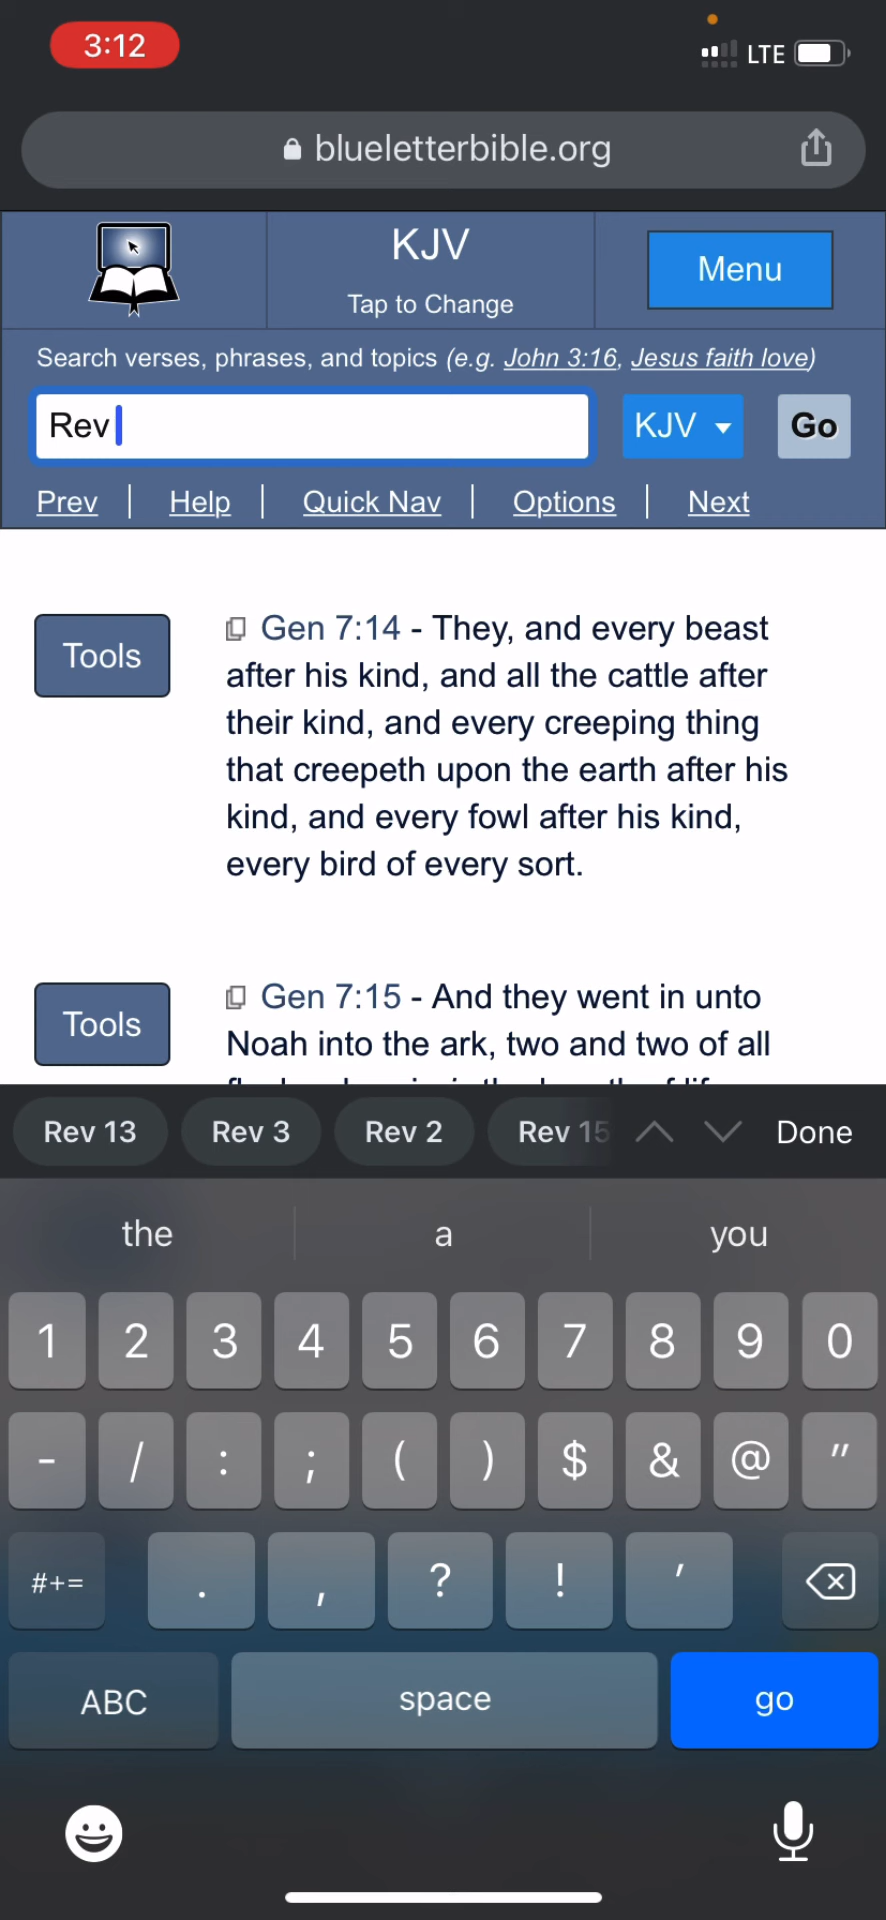 3:12
LTE
blueletterbible.org
KJV
Tap to Change
Menu
Search verses, phrases, and topics (e.g. John 3:16, Jesus faith love)
Rev
KJV
Go
Prev | Help | Quick Nav | Options | Next
Tools
Gen 7:14 - They, and every beast
after his kind, and all the cattle after
their kind, and every creeping thing
that creepeth upon the earth after his
kind, and every fowl after his kind,
every bird of every sort.
Tools
Gen 7:15 - And they went in unto
Noah into the ark, two and two of all
Rev 13 Rev 3 Rev 2 Rev 15 Done
the a you
1 2 3 4 5 6 7 8 9 0
- / : ; ( ) $ & @ "
#+= . , ? ! '
ABC space go